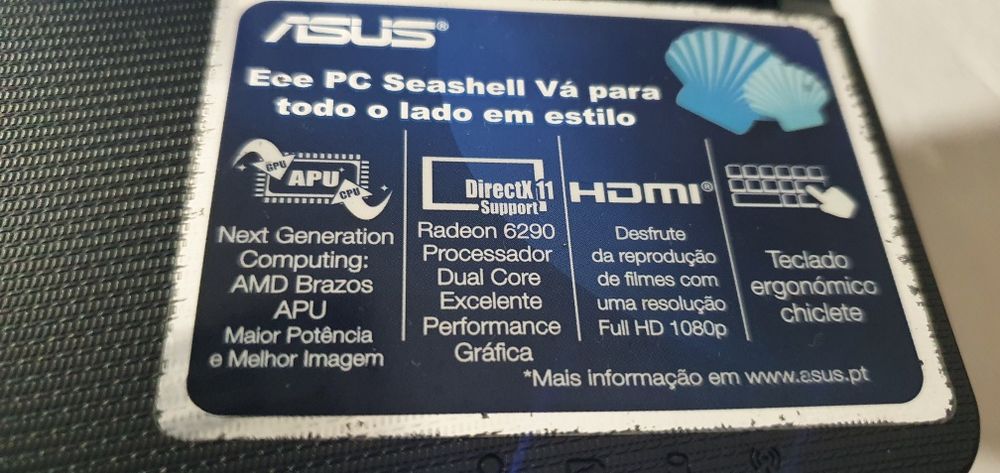 ASUS®
Eee PC Seashell Vá para
todo o lado em estilo
GPU
APU
CPU
Next Generation
Computing:
AMD Brazos
APU
Maior Potência
e Melhor Imagem
DirectX 11
Support
Radeon 6290
Processador
Dual Core
Excelente
Performance
Gráfica
HDMI®
Desfrute
da reprodução
de filmes com
uma resolução
Full HD 1080p
Teclado
ergonómico
chiclete
*Mais informação em www.asus.pt